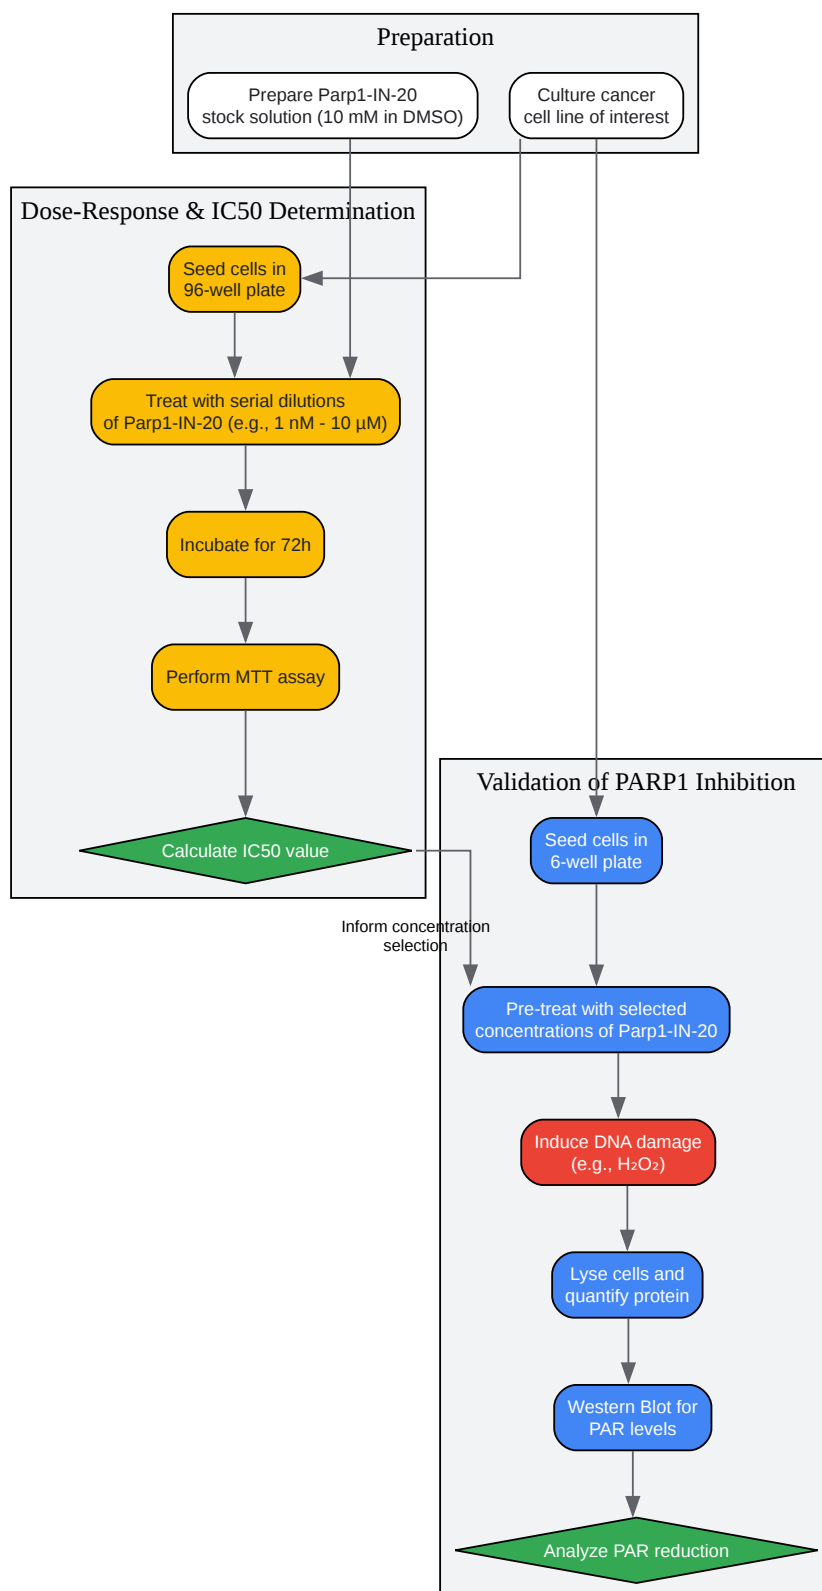 Preparation
Prepare Parp1-IN-20
stock solution (10 mM in DMSO)
Culture cancer
cell line of interest
Dose-Response & IC50 Determination
Seed cells in
96-well plate
Treat with serial dilutions
of Parp1-IN-20 (e.g., 1 nM - 10 µM)
Incubate for 72h
Perform MTT assay
Calculate IC50 value
Inform concentration
selection
Validation of PARP1 Inhibition
Seed cells in
6-well plate
Pre-treat with selected
concentrations of Parp1-IN-20
Induce DNA damage
(e.g., H₂O₂)
Lyse cells and
quantify protein
Western Blot for
PAR levels
Analyze PAR reduction